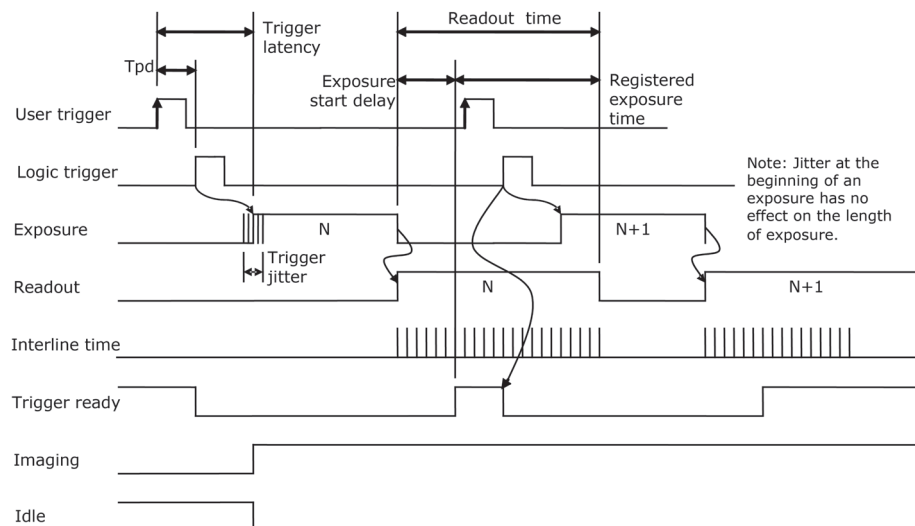 Trigger
latency
Readout time
Tpd
Exposure
start delay
Registered
exposure
time
User trigger
Logic trigger
Note: Jitter at the
beginning of an
exposure has no
effect on the length
of exposure.
Exposure
N
N+1
Trigger
jitter
Readout
N
N+1
Interline time
Trigger ready
Imaging
Idle